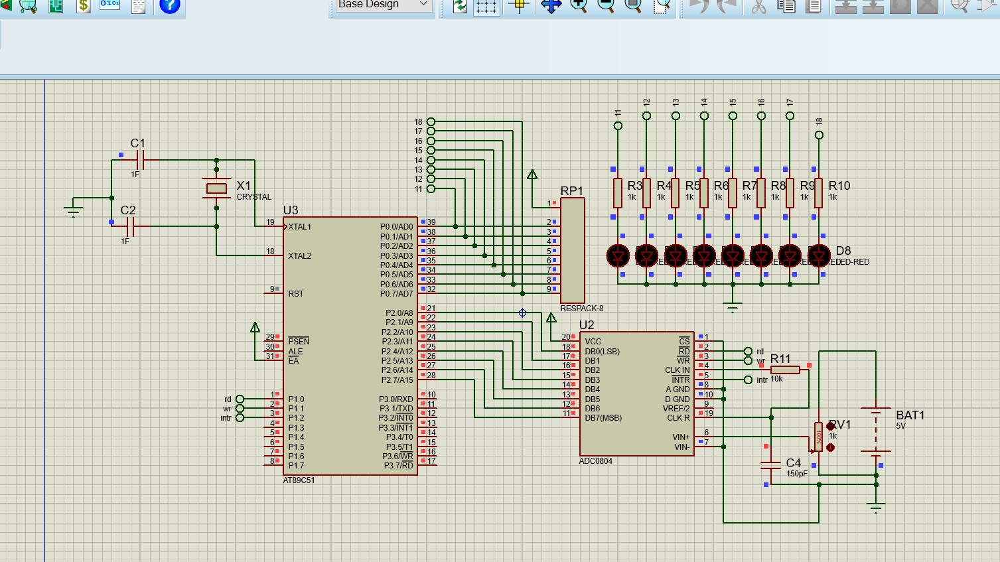 Base Design
C1
1F
C2
1F
X1
CRYSTAL
18
17
16
15
14
13
12
11
U3
19 XTAL1
18 XTAL2
9 RST
29 PSEN
30 ALE
31 EA
rd 1 P1.0
wr 2 P1.1
intr 3 P1.2
4 P1.3
5 P1.4
6 P1.5
7 P1.6
8 P1.7
P0.0/AD0 39
P0.1/AD1 38
P0.2/AD2 37
P0.3/AD3 36
P0.4/AD4 35
P0.5/AD5 34
P0.6/AD6 33
P0.7/AD7 32
P2.0/A8 21
P2.1/A9 22
P2.2/A10 23
P2.3/A11 24
P2.4/A12 25
P2.5/A13 26
P2.6/A14 27
P2.7/A15 28
P3.0/RXD 10
P3.1/TXD 11
P3.2/INT0 12
P3.3/INT1 13
P3.4/T0 14
P3.5/T1 15
P3.6/WR 16
P3.7/RD 17
AT89C51
RP1
1
2
3
4
5
6
7
8
9
RESPACK-8
11 12 13 14 15 16 17 18
R3 R4 R5 R6 R7 R8 R9 R10
1k 1k 1k 1k 1k 1k 1k 1k
D8
LED-RED
U2
20 VCC
18 DB0(LSB)
17 DB1
16 DB2
15 DB3
14 DB4
13 DB5
12 DB6
11 DB7(MSB)
CS 1
RD 2 rd
WR 3 wr
CLK IN 4
INTR 5 intr
A GND 8
D GND 10
VREF/2 9
CLK R 19
VIN+ 6
VIN- 7
ADC0804
R11
10k
RV1
1k
100%
C4
150pF
BAT1
5V